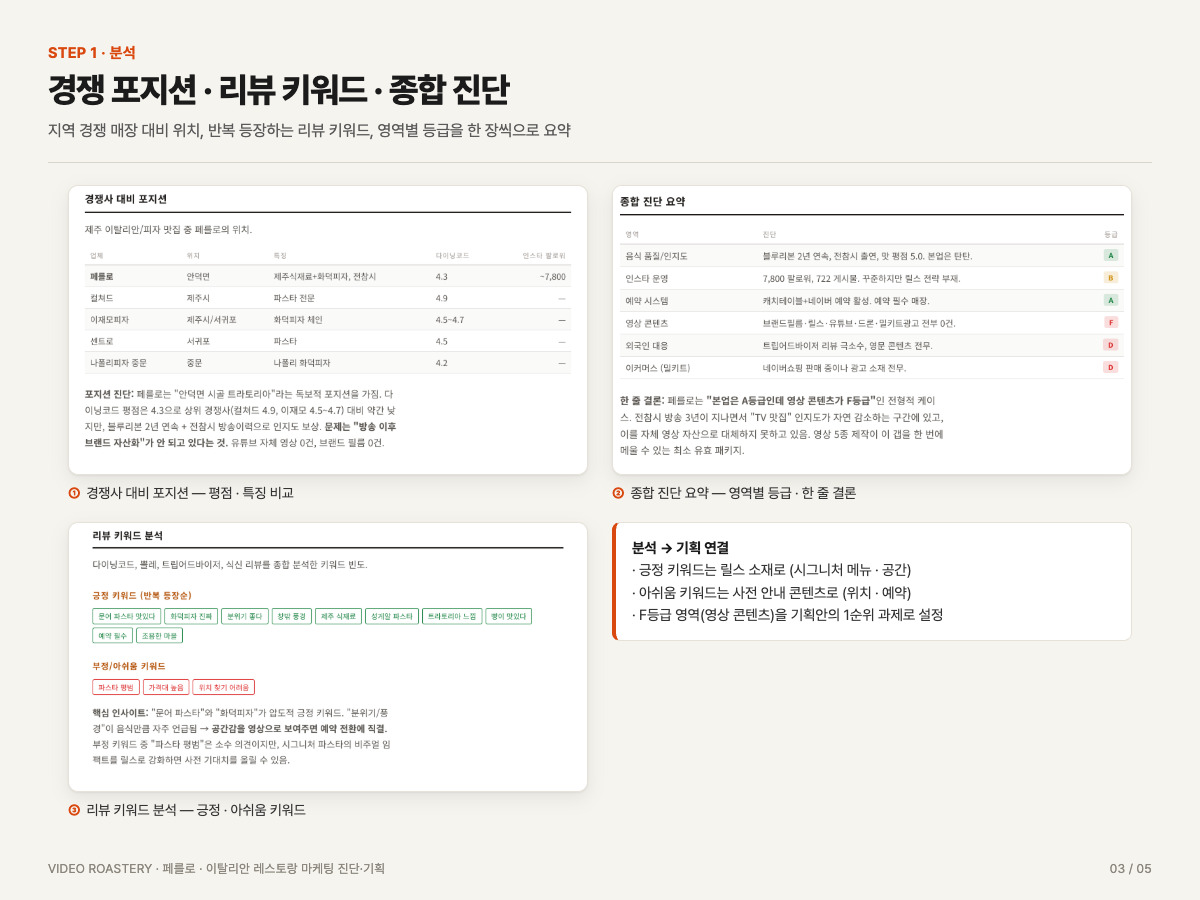 STEP 1 · 분석
경쟁 포지션 · 리뷰 키워드 · 종합 진단
지역 경쟁 매장 대비 위치, 반복 등장하는 리뷰 키워드, 영역별 등급을 한 장씩으로 요약
경쟁사 대비 포지션
제주 이탈리안/피자 맛집 중 페를로의 위치.
업체 위치 특징 다이닝코드 인스타 팔로워
페를로 안덕면 제주식재료+화덕피자, 전참시 4.3 ~7,800
컬처드 제주시 파스타 전문 4.9 —
이재모피자 제주시/서귀포 화덕피자 체인 4.5~4.7 —
센트로 서귀포 파스타 4.5 —
나폴리피자 중문 중문 나폴리 화덕피자 4.2 —
포지션 진단: 페를로는 "안덕면 시골 트라토리아"라는 독보적 포지션을 가짐. 다
이닝코드 평점은 4.3으로 상위 경쟁사(컬처드 4.9, 이재모 4.5~4.7) 대비 약간 낮
지만, 블루리본 2년 연속 + 전참시 방송이력으로 인지도 보상. 문제는 "방송 이후
브랜드 자산화"가 안 되고 있다는 것. 유튜브 자체 영상 0건, 브랜드 필름 0건.
① 경쟁사 대비 포지션 — 평점 · 특징 비교
종합 진단 요약
영역 진단 등급
음식 품질/인지도 블루리본 2년 연속, 전참시 출연, 맛 평점 5.0. 본업은 탄탄. A
인스타 운영 7,800 팔로워, 722 게시물. 꾸준하지만 릴스 전략 부재. B
예약 시스템 캐치테이블+네이버 예약 활성. 예약 필수 매장. A
영상 콘텐츠 브랜드필름·릴스·유튜브·드론·밀키트광고 전부 0건. F
외국인 대응 트립어드바이저 리뷰 극소수, 영문 콘텐츠 전무. D
이커머스 (밀키트) 네이버쇼핑 판매 중이나 광고 소재 전무. D
한 줄 결론: 페를로는 "본업은 A등급인데 영상 콘텐츠가 F등급"인 전형적 케이
스. 전참시 방송 3년이 지나면서 "TV 맛집" 인지도가 자연 감소하는 구간에 있고,
이를 자체 영상 자산으로 대체하지 못하고 있음. 영상 5종 제작이 이 갭을 한 번에
메울 수 있는 최소 유효 패키지.
② 종합 진단 요약 — 영역별 등급 · 한 줄 결론
리뷰 키워드 분석
다이닝코드, 뽈레, 트립어드바이저, 식신 리뷰를 종합 분석한 키워드 빈도.
긍정 키워드 (반복 등장순)
문어 파스타 맛있다 화덕피자 진짜 분위기 좋다 창밖 풍경 제주 식재료 성게알 파스타 트라토리아 느낌 빵이 맛있다
예약 필수 조용한 마을
부정/아쉬움 키워드
파스타 평범 가격대 높음 위치 찾기 어려움
핵심 인사이트: "문어 파스타"와 "화덕피자"가 압도적 긍정 키워드. "분위기/풍
경"이 음식만큼 자주 언급됨 → 공간감을 영상으로 보여주면 예약 전환에 직결.
부정 키워드 중 "파스타 평범"은 소수 의견이지만, 시그니처 파스타의 비주얼 임
팩트를 릴스로 강화하면 사전 기대치를 올릴 수 있음.
③ 리뷰 키워드 분석 — 긍정 · 아쉬움 키워드
분석 → 기획 연결
· 긍정 키워드는 릴스 소재로 (시그니처 메뉴 · 공간)
· 아쉬움 키워드는 사전 안내 콘텐츠로 (위치 · 예약)
· F등급 영역(영상 콘텐츠)을 기획안의 1순위 과제로 설정
VIDEO ROASTERY · 페를로 · 이탈리안 레스토랑 마케팅 진단·기획
03 / 05